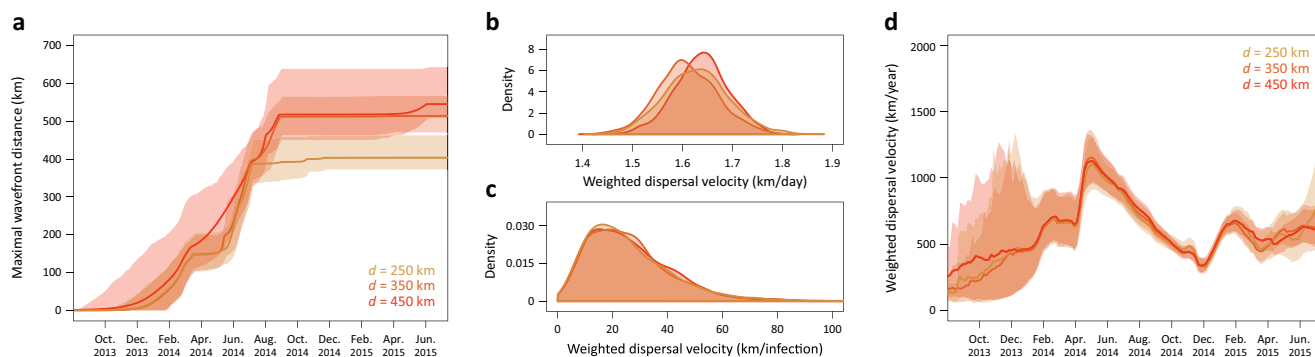 a
Maximal wavefront distance (km)
700
600
500
400
300
200
100
0
d = 250 km
d = 350 km
d = 450 km
Oct. Dec. Feb. Apr. Jun. Aug. Oct. Dec. Feb. Apr. Jun.
2013 2013 2014 2014 2014 2014 2014 2014 2015 2015 2015
b
Density
8
6
4
2
0
1.4 1.5 1.6 1.7 1.8 1.9
Weighted dispersal velocity (km/day)
c
Density
0.030
0.015
0
0 20 40 60 80 100
Weighted dispersal velocity (km/infection)
d
Weighted dispersal velocity (km/year)
2000
1500
1000
500
0
d = 250 km
d = 350 km
d = 450 km
Oct. Dec. Feb. Apr. Jun. Aug. Oct. Dec. Feb. Apr. Jun.
2013 2013 2014 2014 2014 2014 2014 2014 2015 2015 2015